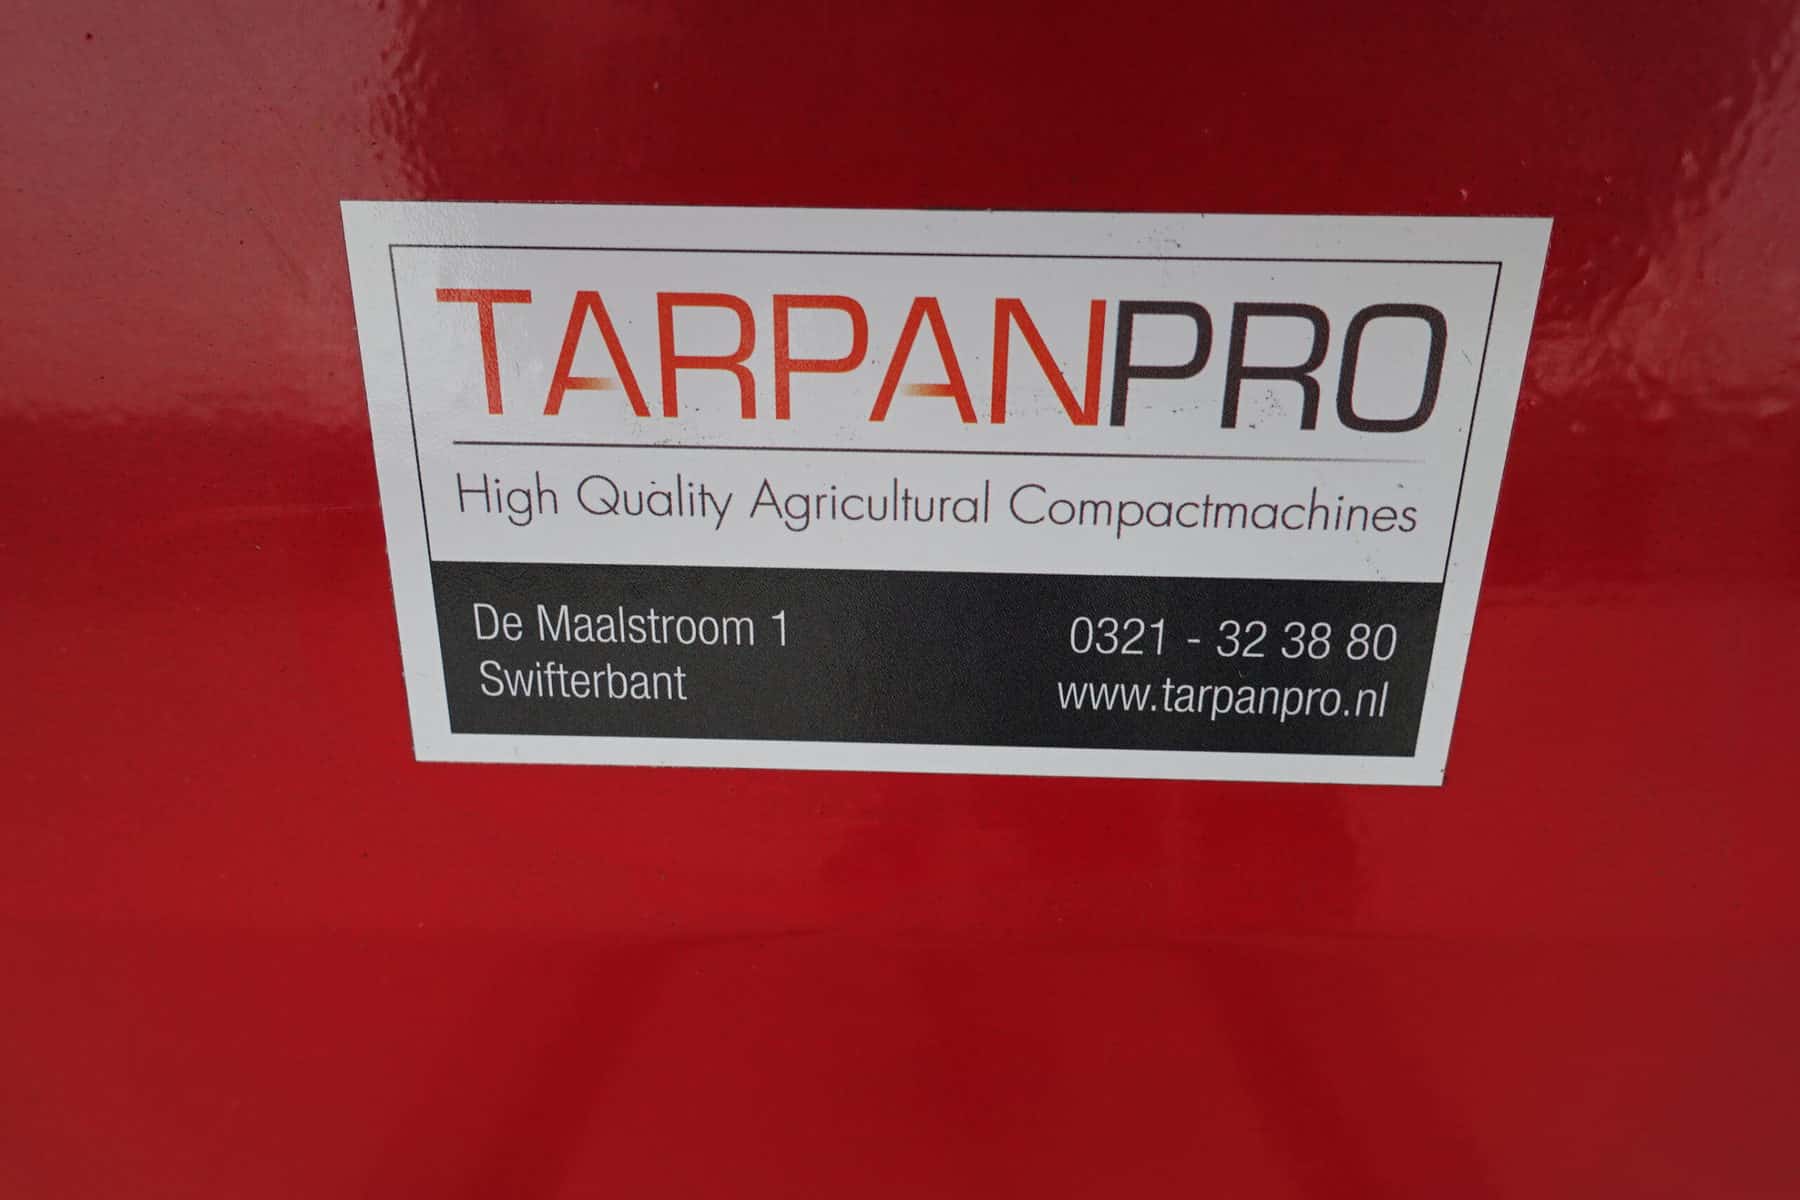 TARPANPRO
High Quality Agricultural Compactmachines
De Maalstroom 1
Swifterbant
0321 - 32 38 80
www.tarpanpro.nl